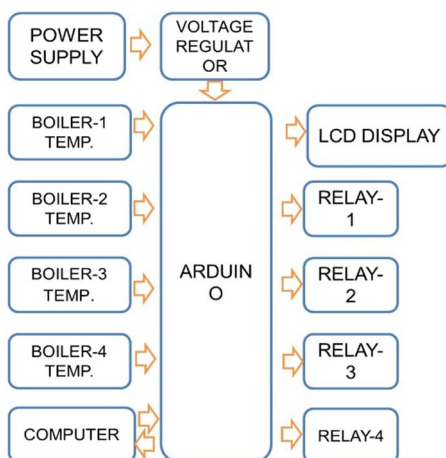 POWER
SUPPLY
VOLTAGE
REGULAT
OR
BOILER-1
TEMP.
LCD DISPLAY
BOILER-2
TEMP.
RELAY-
1
ARDUIN
O
BOILER-3
TEMP.
RELAY-
2
BOILER-4
TEMP.
RELAY-
3
COMPUTER
RELAY-4